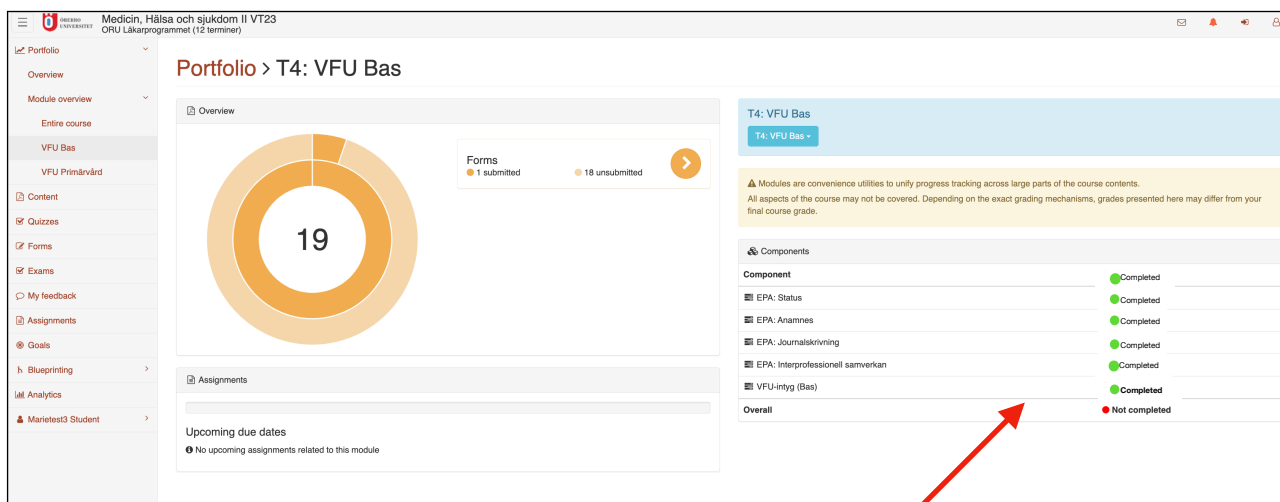 ÖREBRO
UNIVERSITET
Medicin, Hälsa och sjukdom II VT23
ORU Läkarprogrammet (12 terminer)
Portfolio
Overview
Module overview
Entire course
VFU Bas
VFU Primärvård
Content
Quizzes
Forms
Exams
My feedback
Assignments
Goals
Blueprinting
Analytics
Marietest3 Student
Portfolio > T4: VFU Bas
Overview
19
Forms
1 submitted 18 unsubmitted
Assignments
Upcoming due dates
No upcoming assignments related to this module
T4: VFU Bas
T4: VFU Bas
Modules are convenience utilities to unify progress tracking across large parts of the course contents.
All aspects of the course may not be covered. Depending on the exact grading mechanisms, grades presented here may differ from your
final course grade.
Components
Component Completed
EPA: Status Completed
EPA: Anamnes Completed
EPA: Journalskrivning Completed
EPA: Interprofessionell samverkan Completed
VFU-intyg (Bas) Completed
Overall Not completed